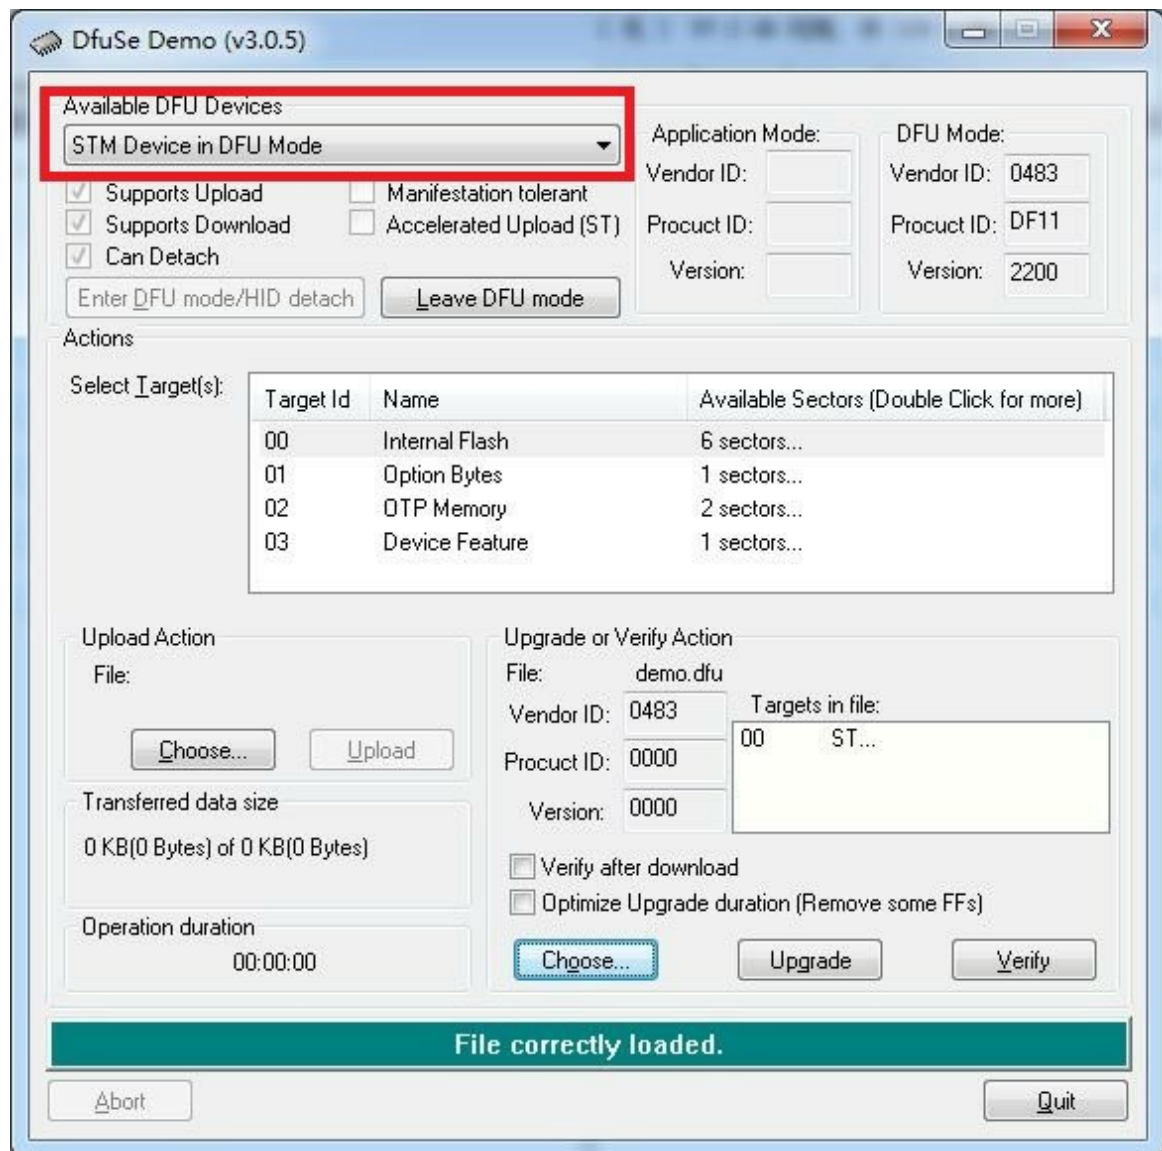 DfuSe Demo (v3.0.5)
Available DFU Devices
STM Device in DFU Mode
Supports Upload
Manifestation tolerant
Supports Download
Accelerated Upload (ST)
Can Detach
Enter DFU mode/HID detach
Leave DFU mode
Application Mode:
Vendor ID:
Procuct ID:
Version:
DFU Mode:
Vendor ID: 0483
Procuct ID: DF11
Version: 2200
Actions
Select Target(s):
Target Id Name Available Sectors (Double Click for more)
00 Internal Flash 6 sectors...
01 Option Bytes 1 sectors...
02 OTP Memory 2 sectors...
03 Device Feature 1 sectors...
Upload Action
File:
Choose...
Upload
Transferred data size
0 KB(0 Bytes) of 0 KB(0 Bytes)
Operation duration
00:00:00
Upgrade or Verify Action
File: demo.dfu
Vendor ID: 0483
Procuct ID: 0000
Version: 0000
Targets in file:
00 ST...
Verify after download
Optimize Upgrade duration (Remove some FFs)
Choose...
Upgrade
Verify
File correctly loaded.
Abort
Quit